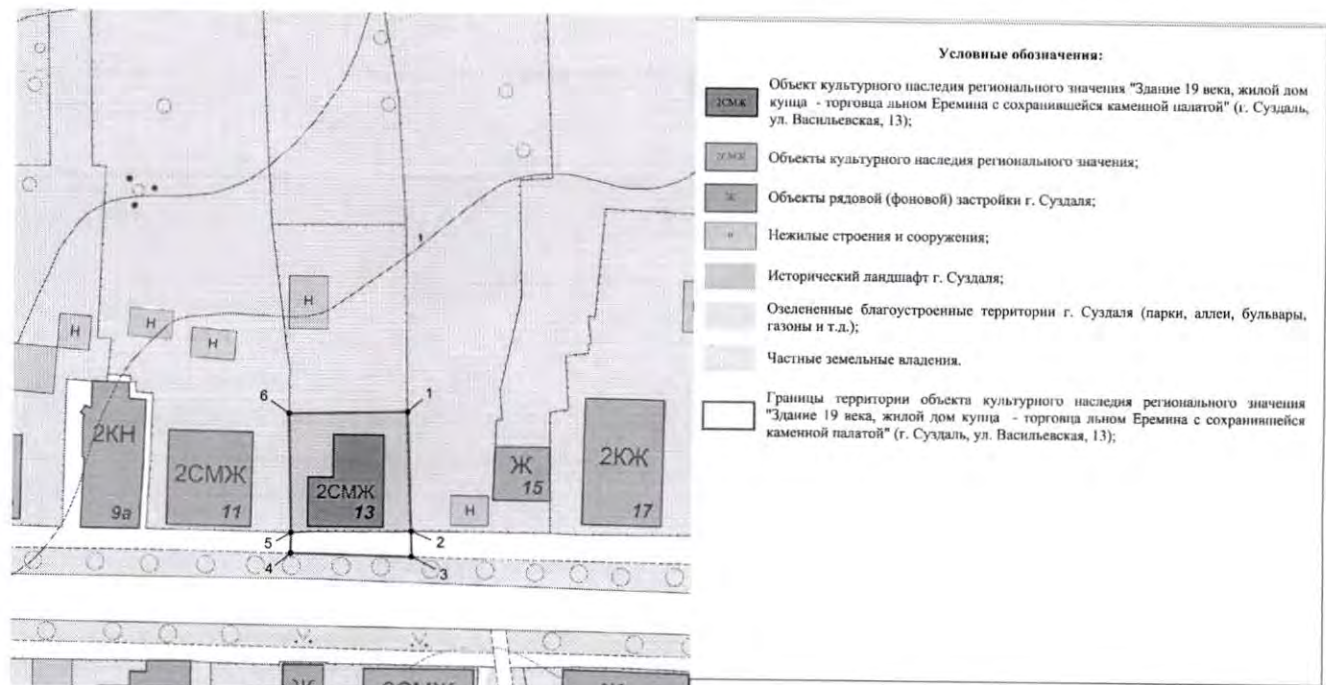 Условные обозначения:
2СМЖ
Объект культурного наследия регионального значения "Здание 19 века, жилой дом
купца - торговца льном Еремина с сохранившейся каменной палатой" (г. Суздаль,
ул. Васильевская, 13);
2СМЖ
Объекты культурного наследия регионального значения;
Ж
Объекты рядовой (фоновой) застройки г. Суздаля;
Н
Нежилые строения и сооружения;
Исторический ландшафт г. Суздаля;
Озелененные благоустроенные территории г. Суздаля (парки, аллеи, бульвары,
газоны и т.д.);
Частные земельные владения.
Границы территории объекта культурного наследия регионального значения
"Здание 19 века, жилой дом купца - торговца льном Еремина с сохранившейся
каменной палатой" (г. Суздаль, ул. Васильевская, 13);
1
Н
Н
Н
Н
6
1
2КН
9а
2СМЖ
11
2СМЖ
13
Ж
15
2КЖ
17
Н
5
2
4
3